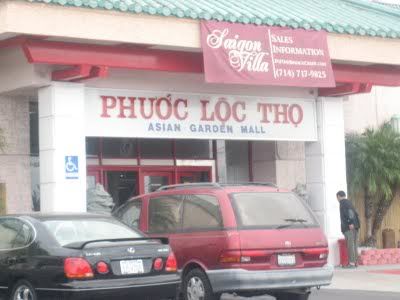 Saigon Villa
SALES
INFORMATION
(714) 717-9825
PHƯỚC LỘC THỌ
ASIAN GARDEN MALL